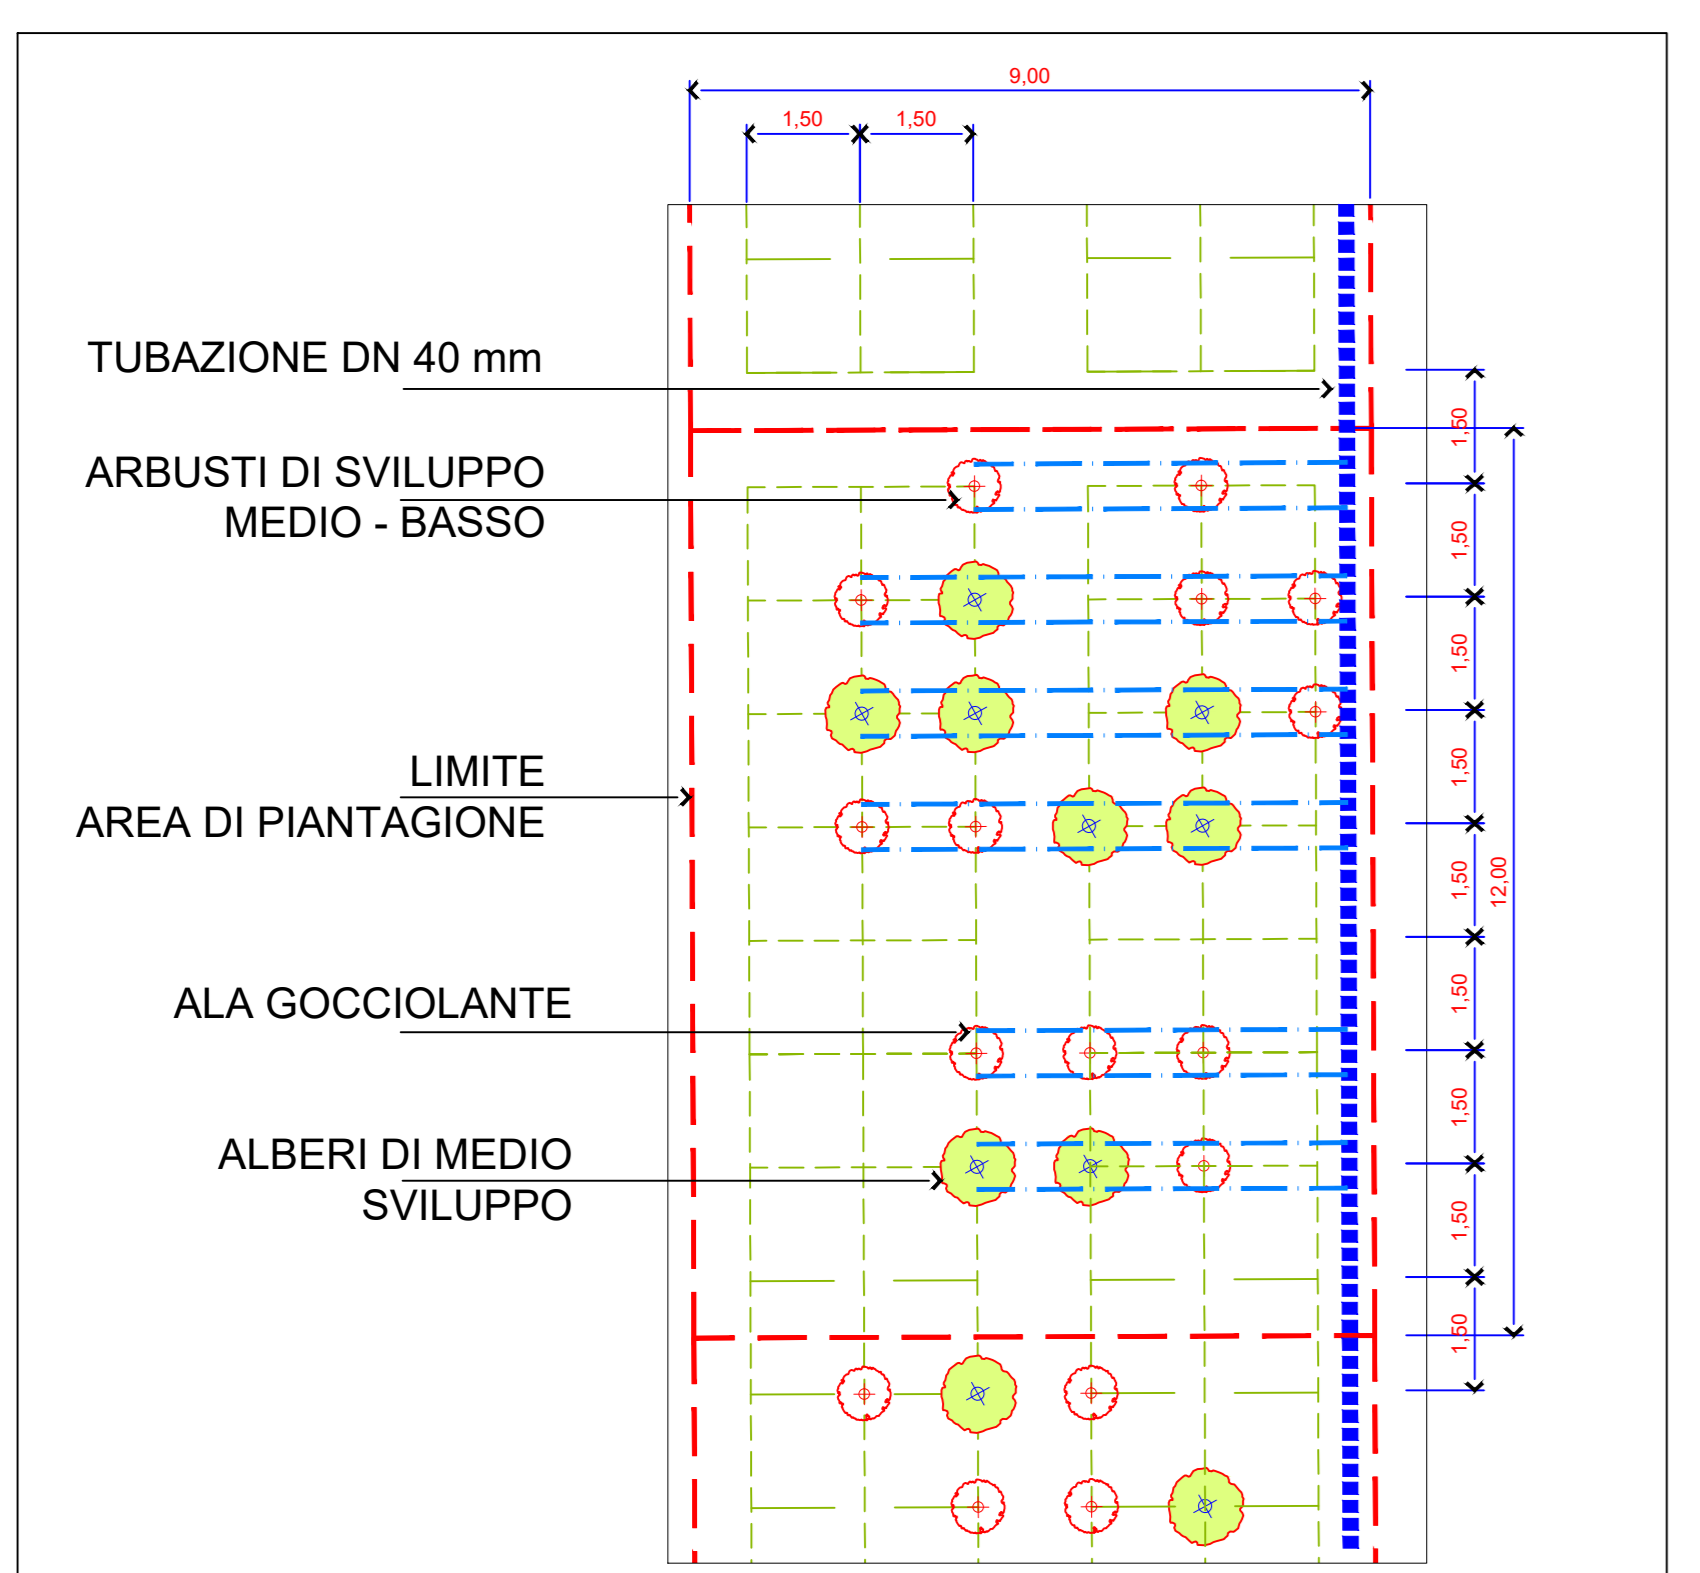 9,00
1,50
1,50
TUBAZIONE DN 40 mm
1,50
ARBUSTI DI SVILUPPO
MEDIO - BASSO
1,50
1,50
LIMITE
AREA DI PIANTAGIONE
1,50
1,50
12,00
ALA GOCCIOLANTE
1,50
1,50
ALBERI DI MEDIO
SVILUPPO
1,50
1,50